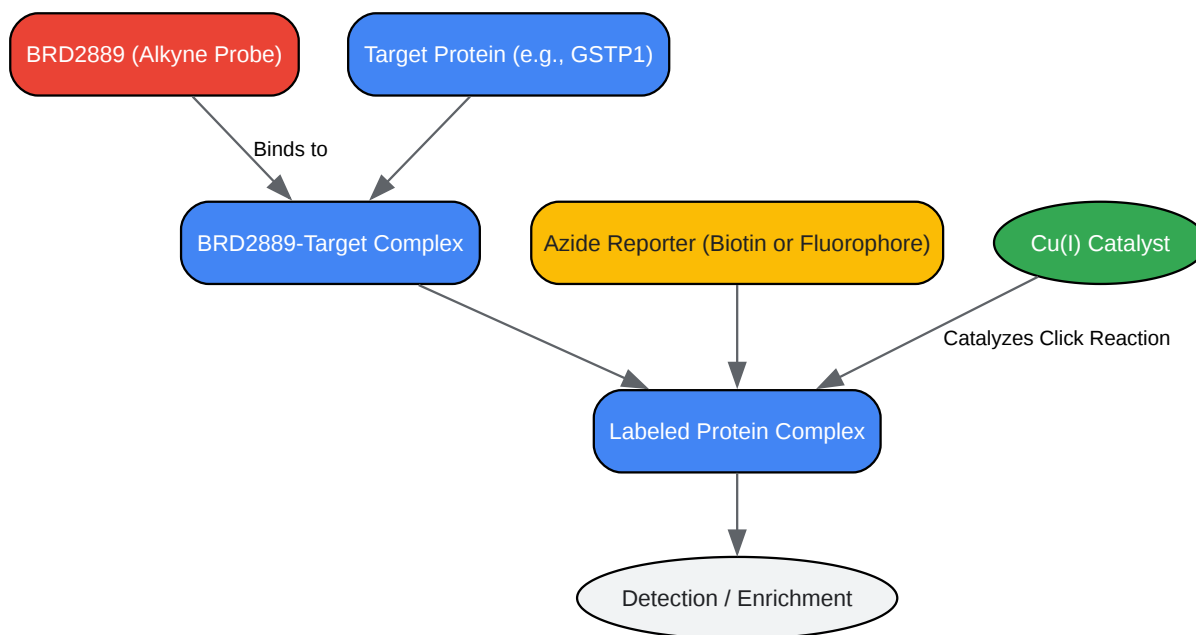 BRD2889 (Alkyne Probe)
Target Protein (e.g., GSTP1)
Binds to
BRD2889-Target Complex
Azide Reporter (Biotin or Fluorophore)
Cu(I) Catalyst
Catalyzes Click Reaction
Labeled Protein Complex
Detection / Enrichment